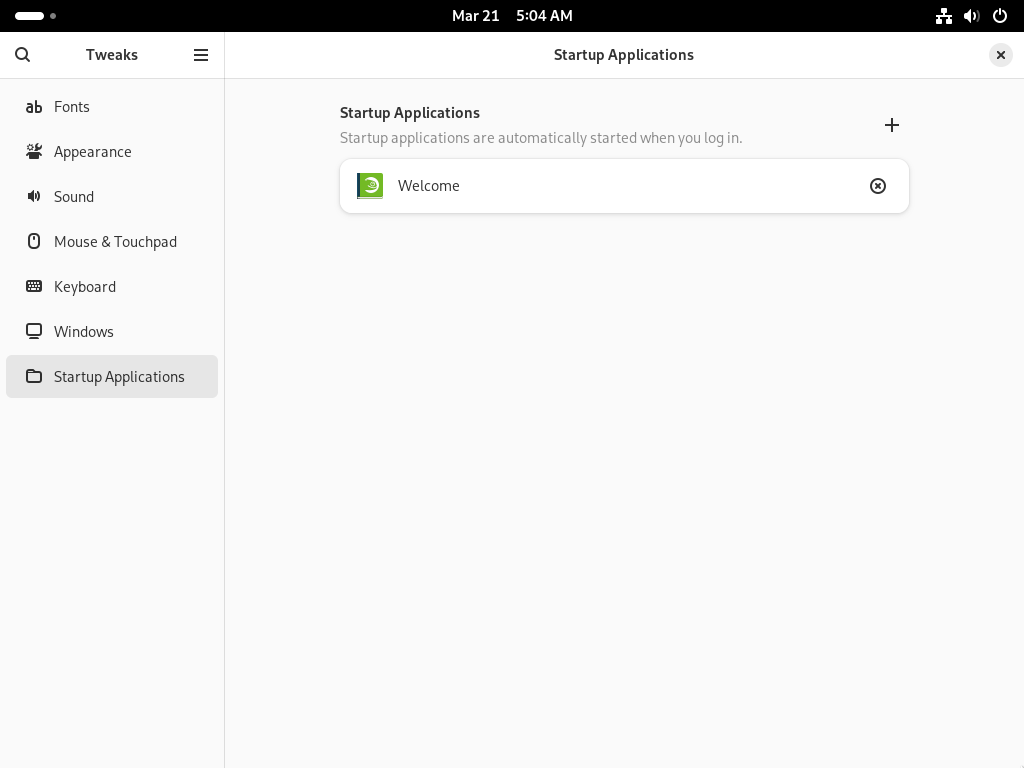 Mar 21 5:04 AM
Tweaks
Startup Applications
ab Fonts
Appearance
Sound
Mouse & Touchpad
Keyboard
Windows
Startup Applications
Startup Applications
Startup applications are automatically started when you log in.
Welcome